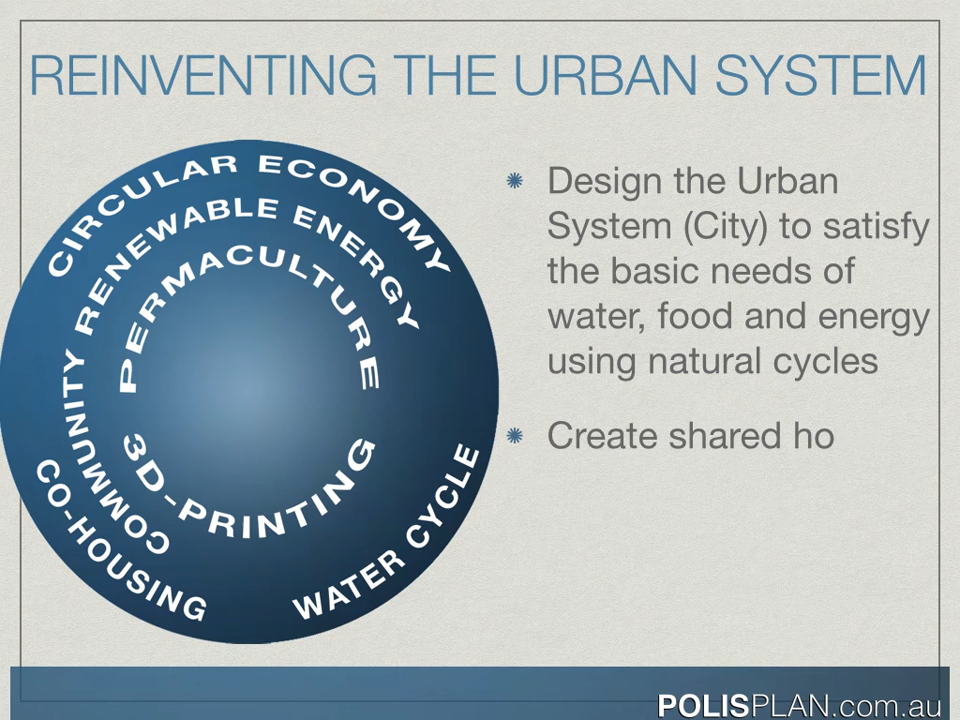 REINVENTING THE URBAN SYSTEM
CIRCULAR ECONOMY
RENEWABLE ENERGY
PERMACULTURE
COMMUNITY
3D-PRINTING
CO-HOUSING
WATER CYCLE
Design the Urban
System (City) to satisfy
the basic needs of
water, food and energy
using natural cycles
Create shared ho
POLISPLAN.com.au